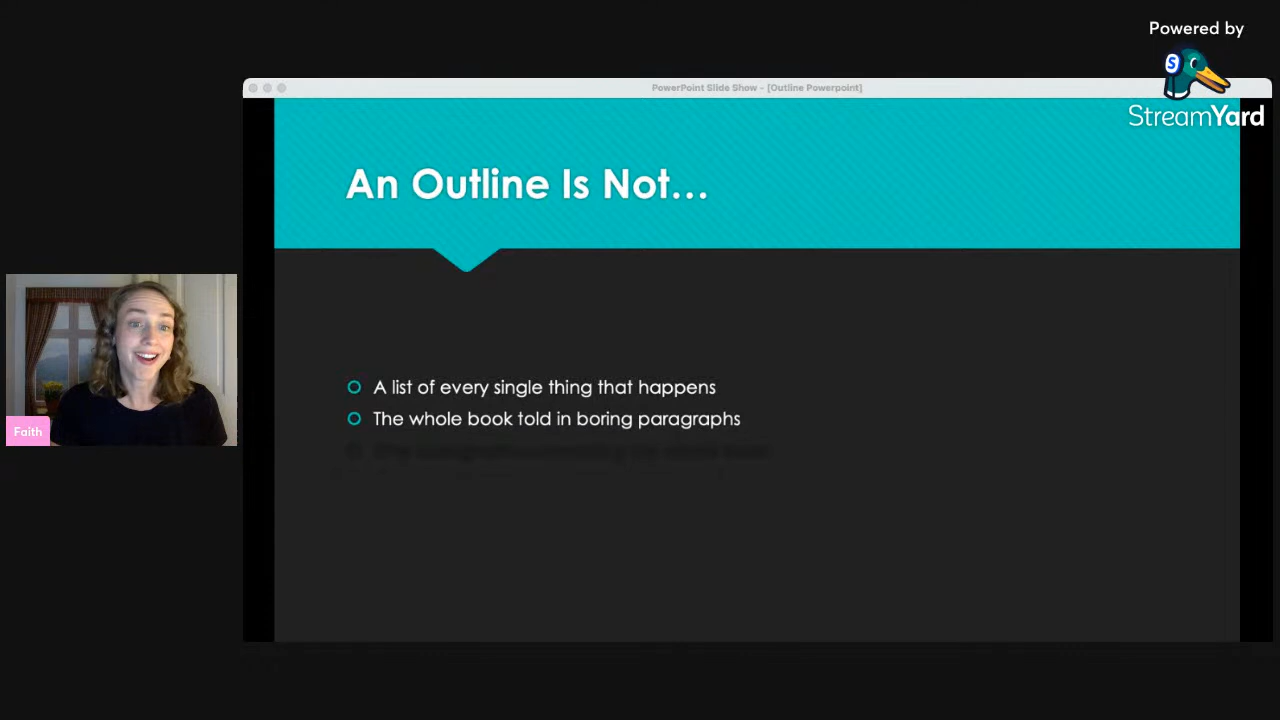 Powered by
StreamYard
PowerPoint Slide Show - [Outline Powerpoint]
An Outline Is Not...
A list of every single thing that happens
The whole book told in boring paragraphs
Faith